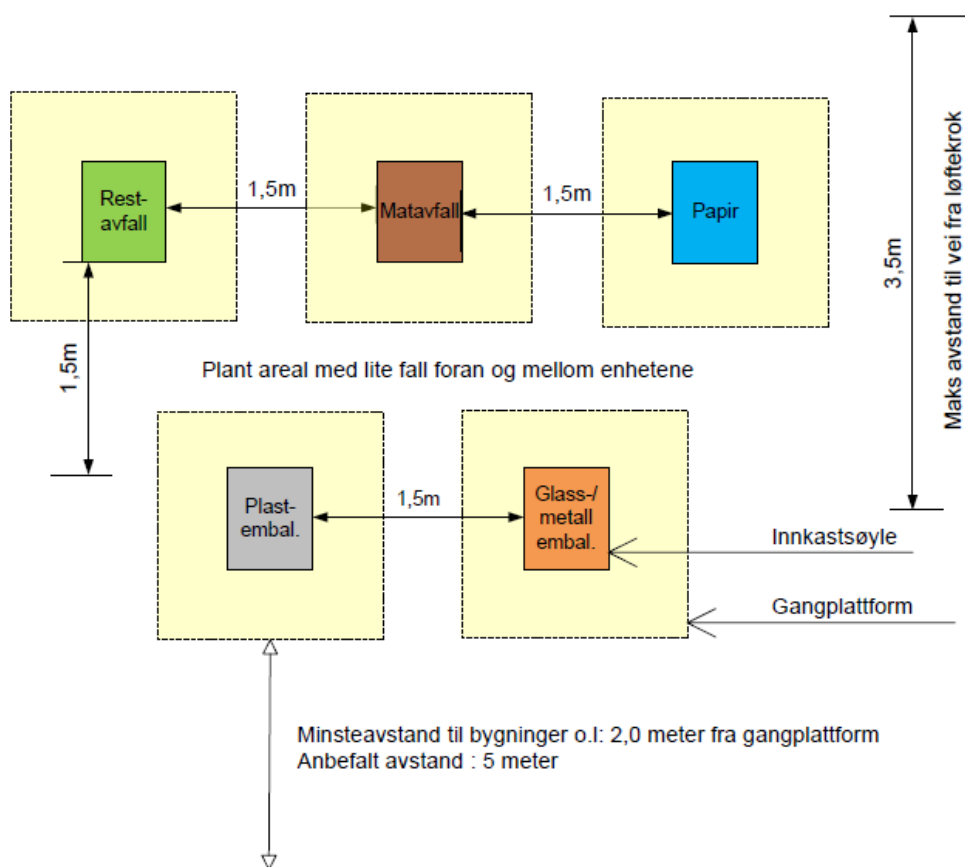 Rest-
avfall
1,5m
Matavfall
1,5m
Papir
3,5m
Maks avstand til vei fra løftekrok
1,5m
Plant areal med lite fall foran og mellom enhetene
Plast-
embal.
1,5m
Glass-/
metall
embal.
Innkastsøyle
Gangplattform
Minsteavstand til bygninger o.l: 2,0 meter fra gangplattform
Anbefalt avstand : 5 meter